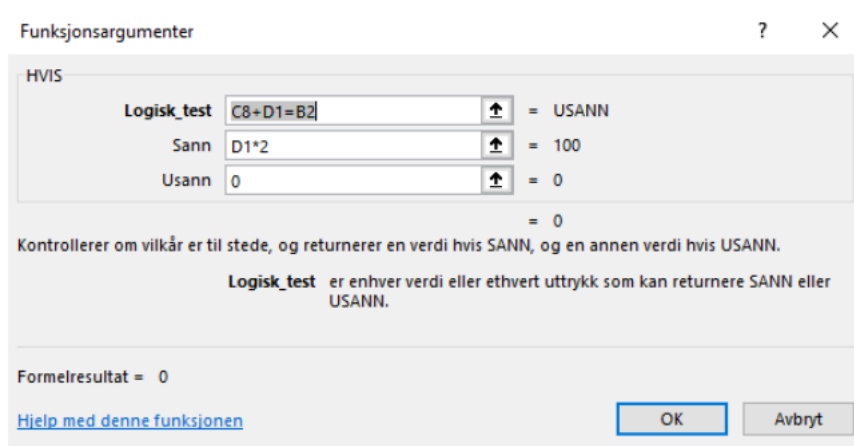 Funksjonsargumenter ? ×
HVIS
Logisk_test C8+D1=B2 = USANN
Sann D1*2 = 100
Usann 0 = 0
= 0
Kontrollerer om vilkår er til stede, og returnerer en verdi hvis SANN, og en annen verdi hvis USANN.
Logisk_test er enhver verdi eller ethvert uttrykk som kan returnere SANN eller
USANN.
Formelresultat = 0
Hjelp med denne funksjonen OK Avbryt